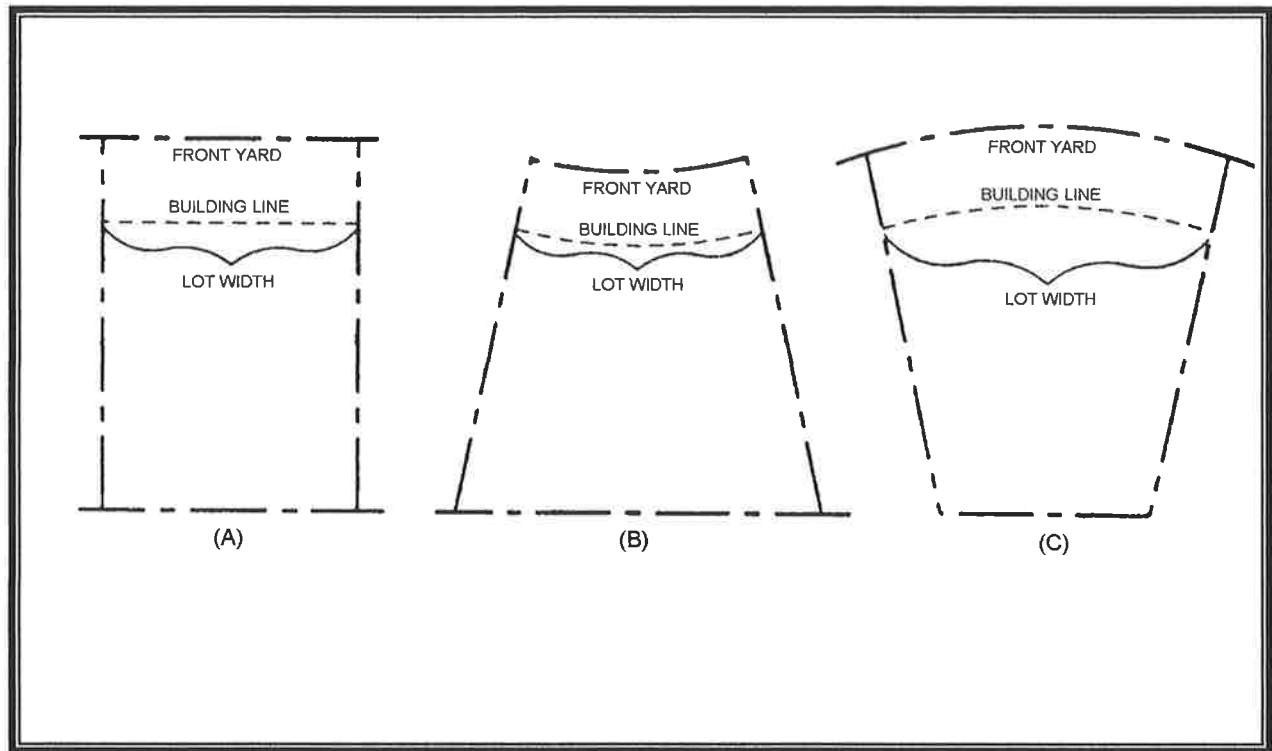 FRONT YARD
BUILDING LINE
LOT WIDTH
(A)
FRONT YARD
BUILDING LINE
LOT WIDTH
(B)
FRONT YARD
BUILDING LINE
LOT WIDTH
(C)